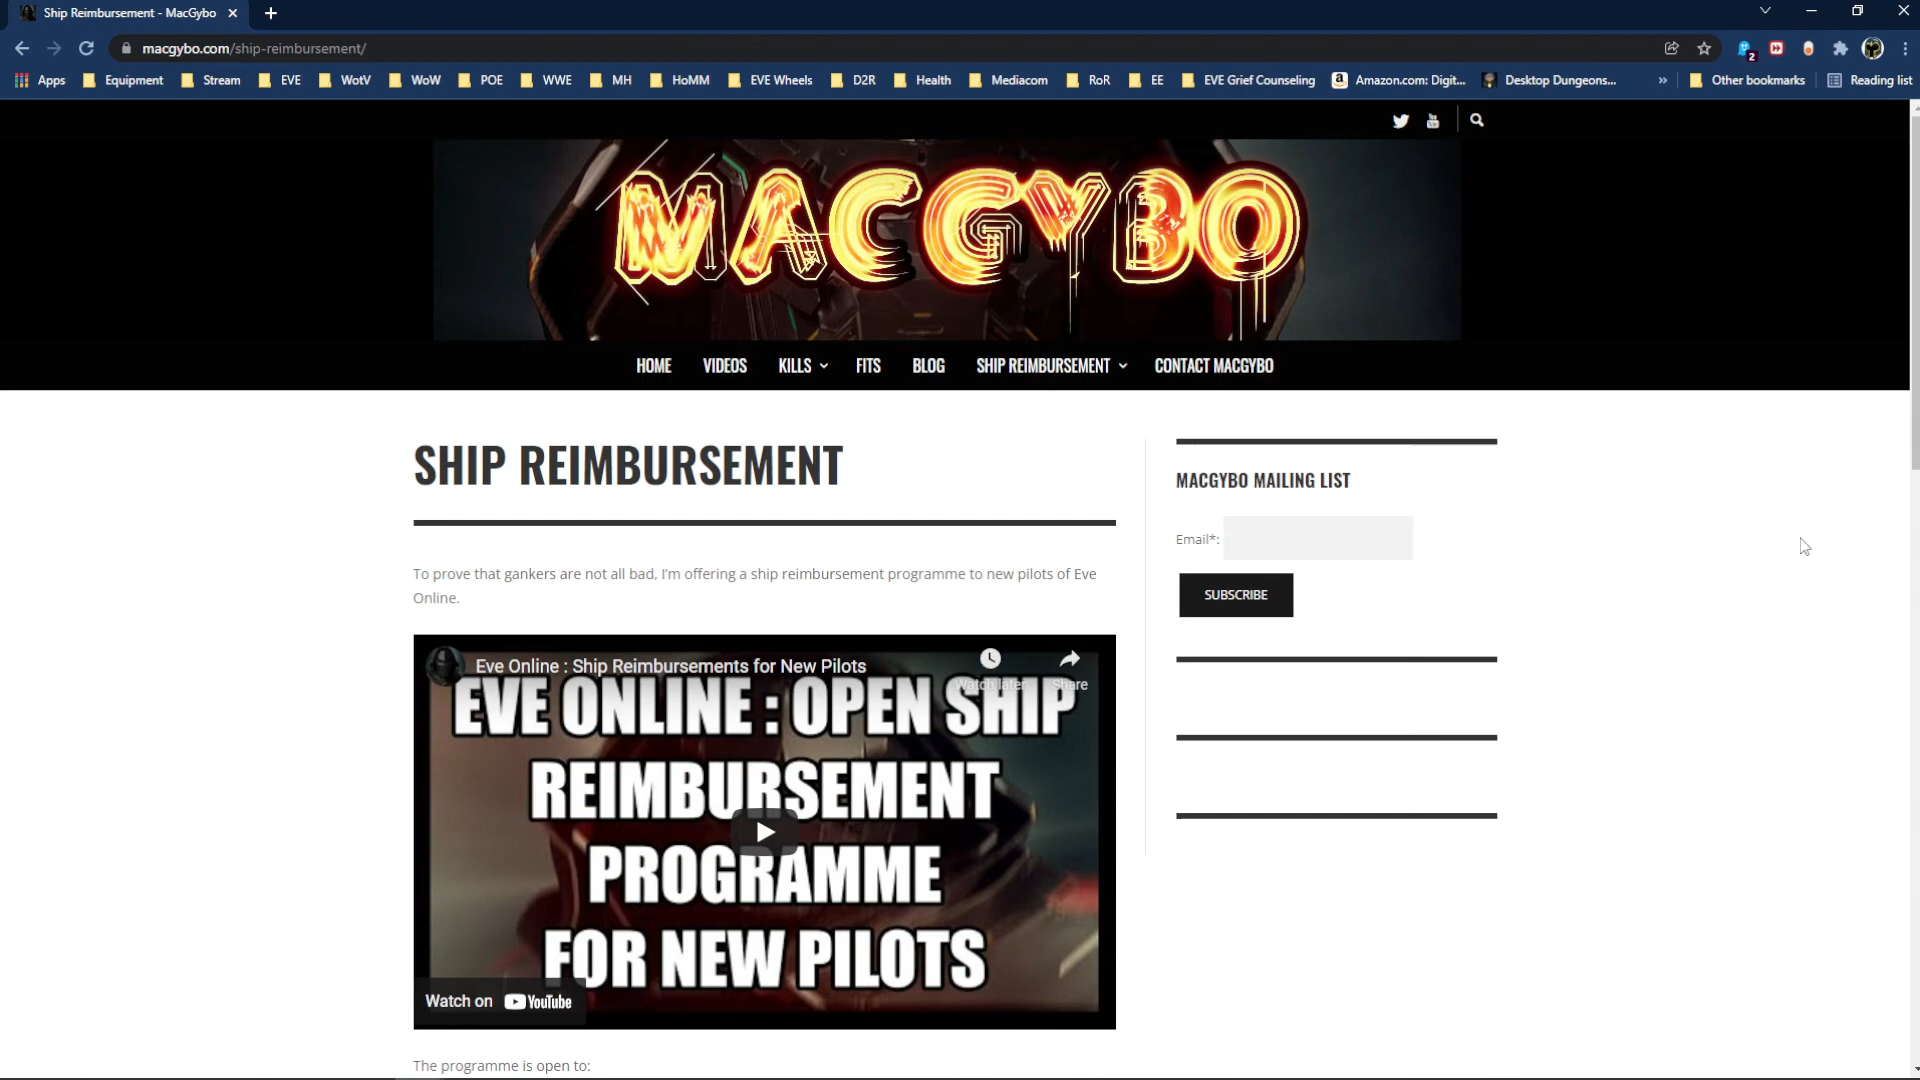 Ship Reimbursement - MacGybo
macgybo.com/ship-reimbursement/
2
Apps Equipment Stream EVE WotV WoW POE WWE MH HoMM EVE Wheels D2R Health Mediacom RoR EE EVE Grief Counseling Amazon.com: Digit... Desktop Dungeons... » Other bookmarks Reading list
MACGYBO
HOME VIDEOS KILLS FITS BLOG SHIP REIMBURSEMENT CONTACT MACGYBO
SHIP REIMBURSEMENT
To prove that gankers are not all bad, I'm offering a ship reimbursement programme to new pilots of Eve
Online.
Eve Online : Ship Reimbursements for New Pilots
Watch later Share
EVE ONLINE : OPEN SHIP
REIMBURSEMENT
PROGRAMME
FOR NEW PILOTS
Watch on YouTube
The programme is open to:
MACGYBO MAILING LIST
Email*:
SUBSCRIBE